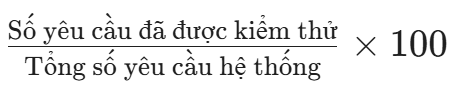 Số yêu cầu đã được kiểm thử
Tổng số yêu cầu hệ thống × 100